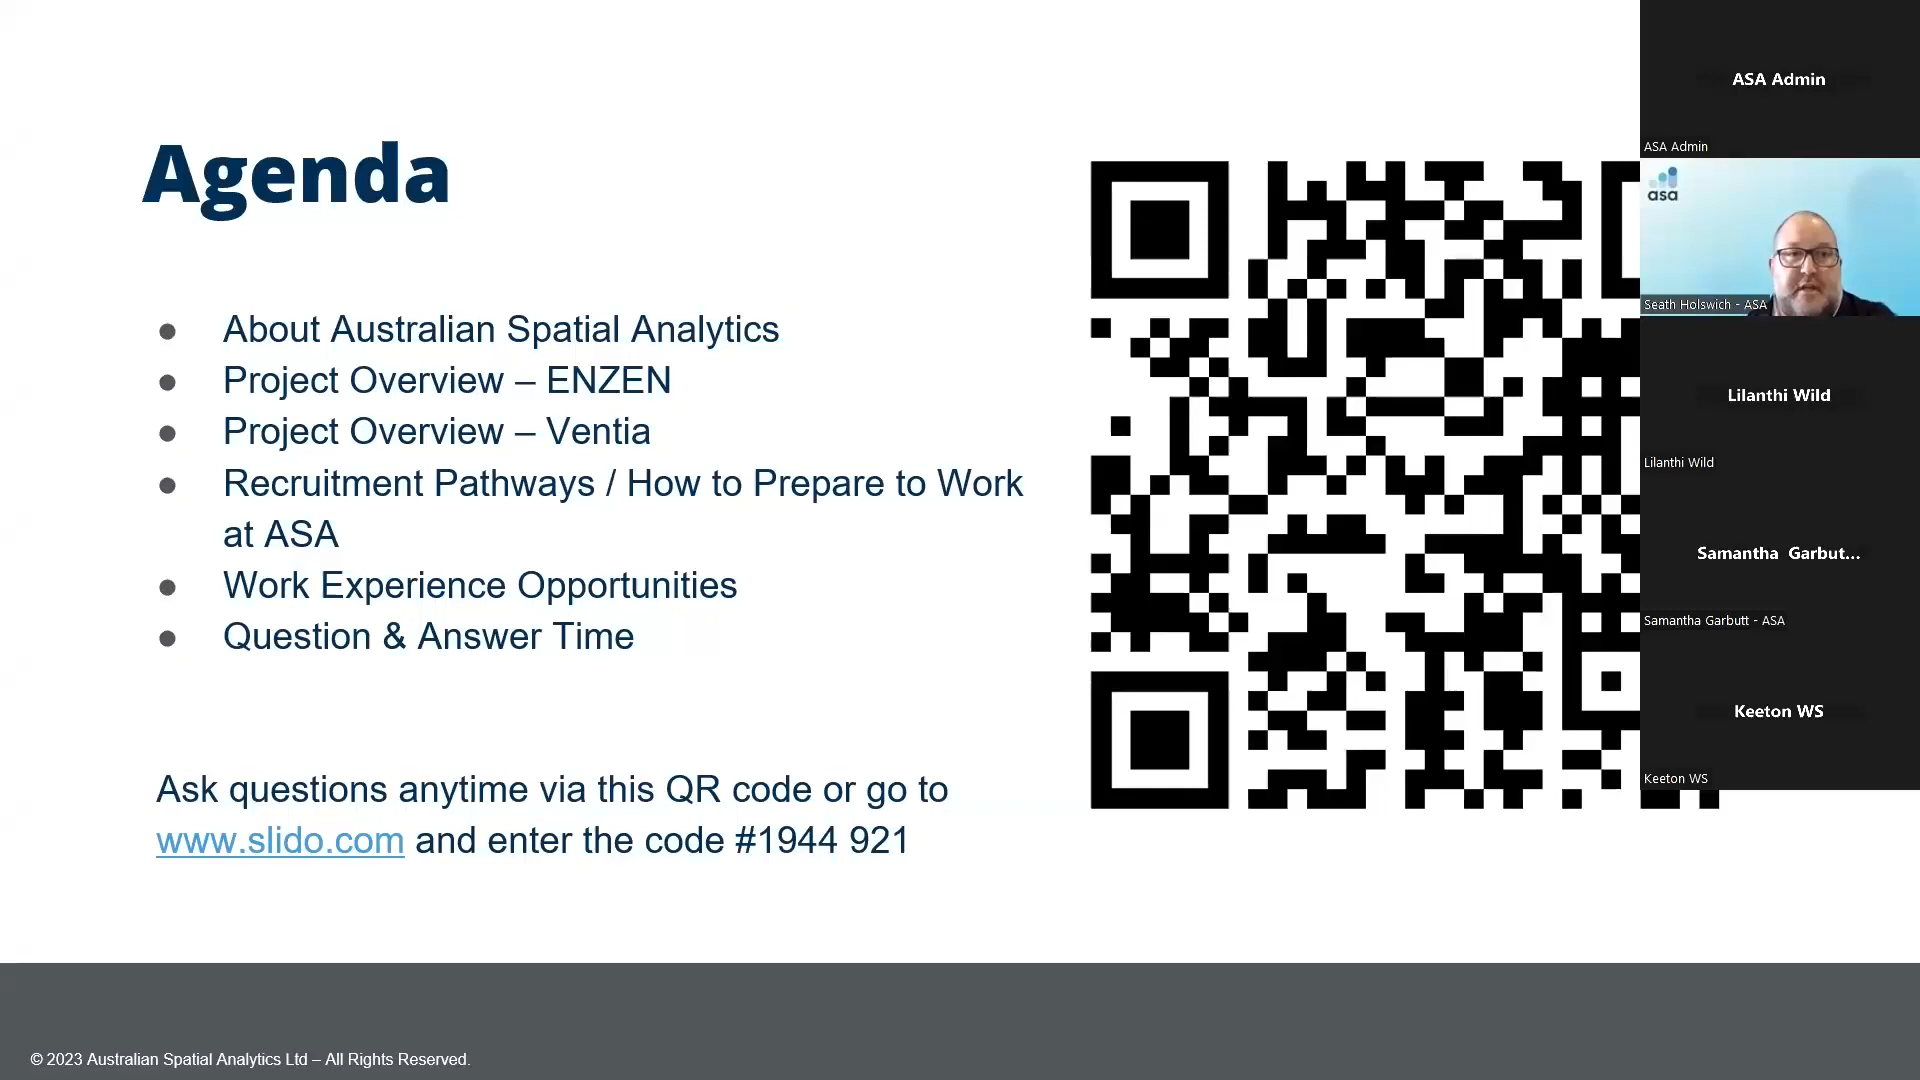 Agenda
● About Australian Spatial Analytics
● Project Overview – ENZEN
● Project Overview – Ventia
● Recruitment Pathways / How to Prepare to Work
at ASA
● Work Experience Opportunities
● Question & Answer Time
Ask questions anytime via this QR code or go to
www.slido.com and enter the code #1944 921
© 2023 Australian Spatial Analytics Ltd – All Rights Reserved.
ASA Admin
ASA Admin
asa
Seath Holswich - ASA
Lilanthi Wild
Lilanthi Wild
Samantha Garbut...
Samantha Garbutt - ASA
Keeton WS
Keeton WS